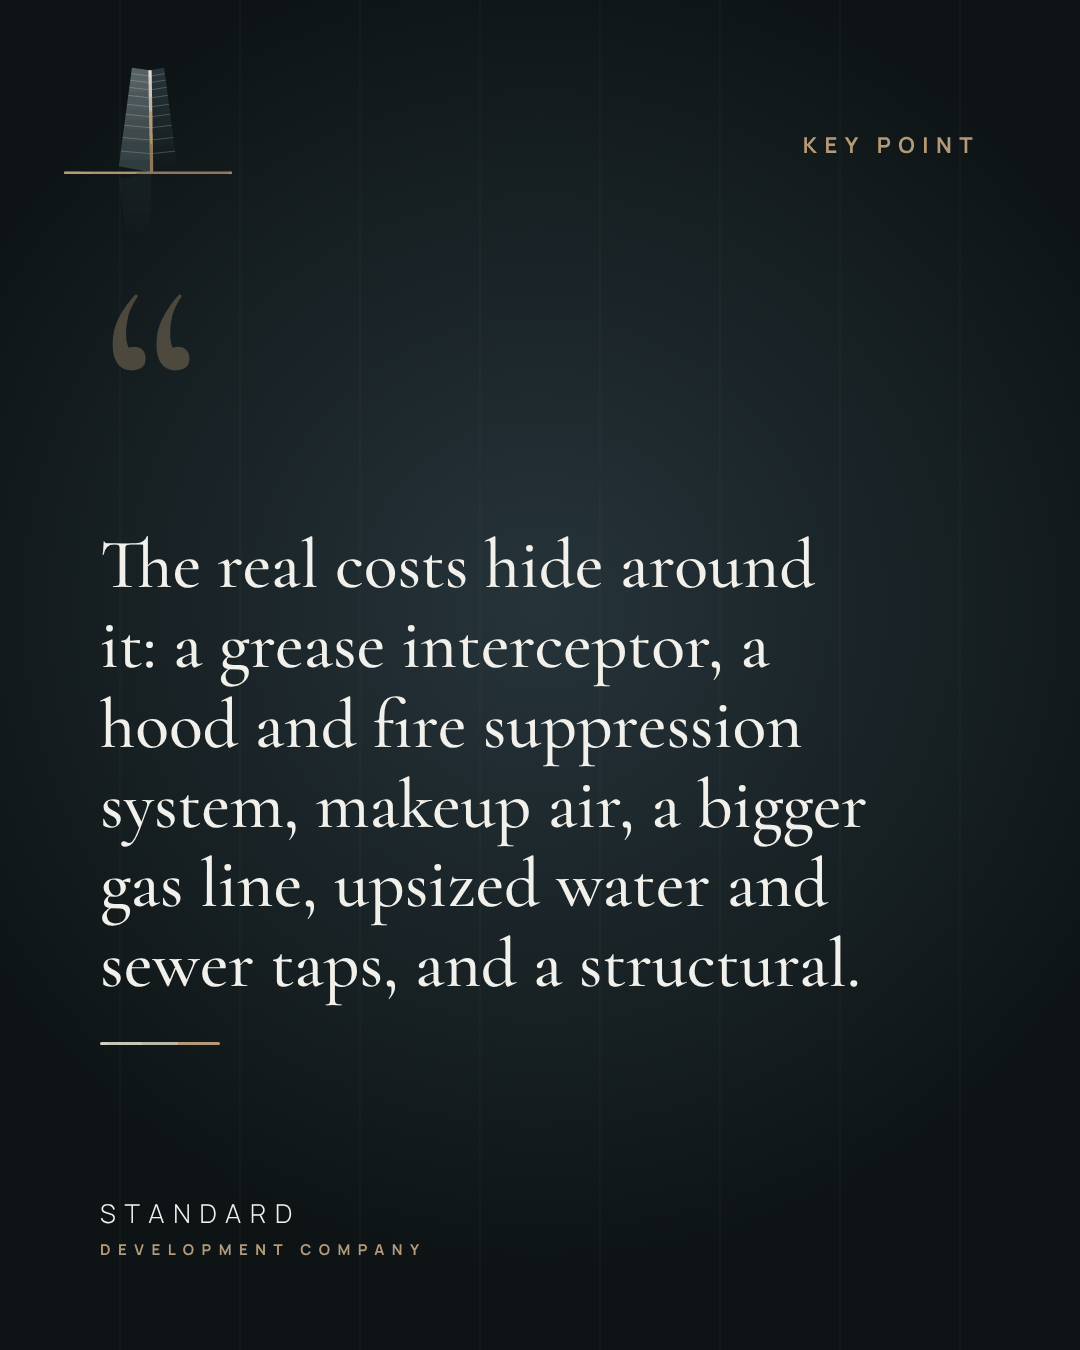 KEY POINT
“
The real costs hide around
it: a grease interceptor, a
hood and fire suppression
system, makeup air, a bigger
gas line, upsized water and
sewer taps, and a structural.
STANDARD
DEVELOPMENT COMPANY